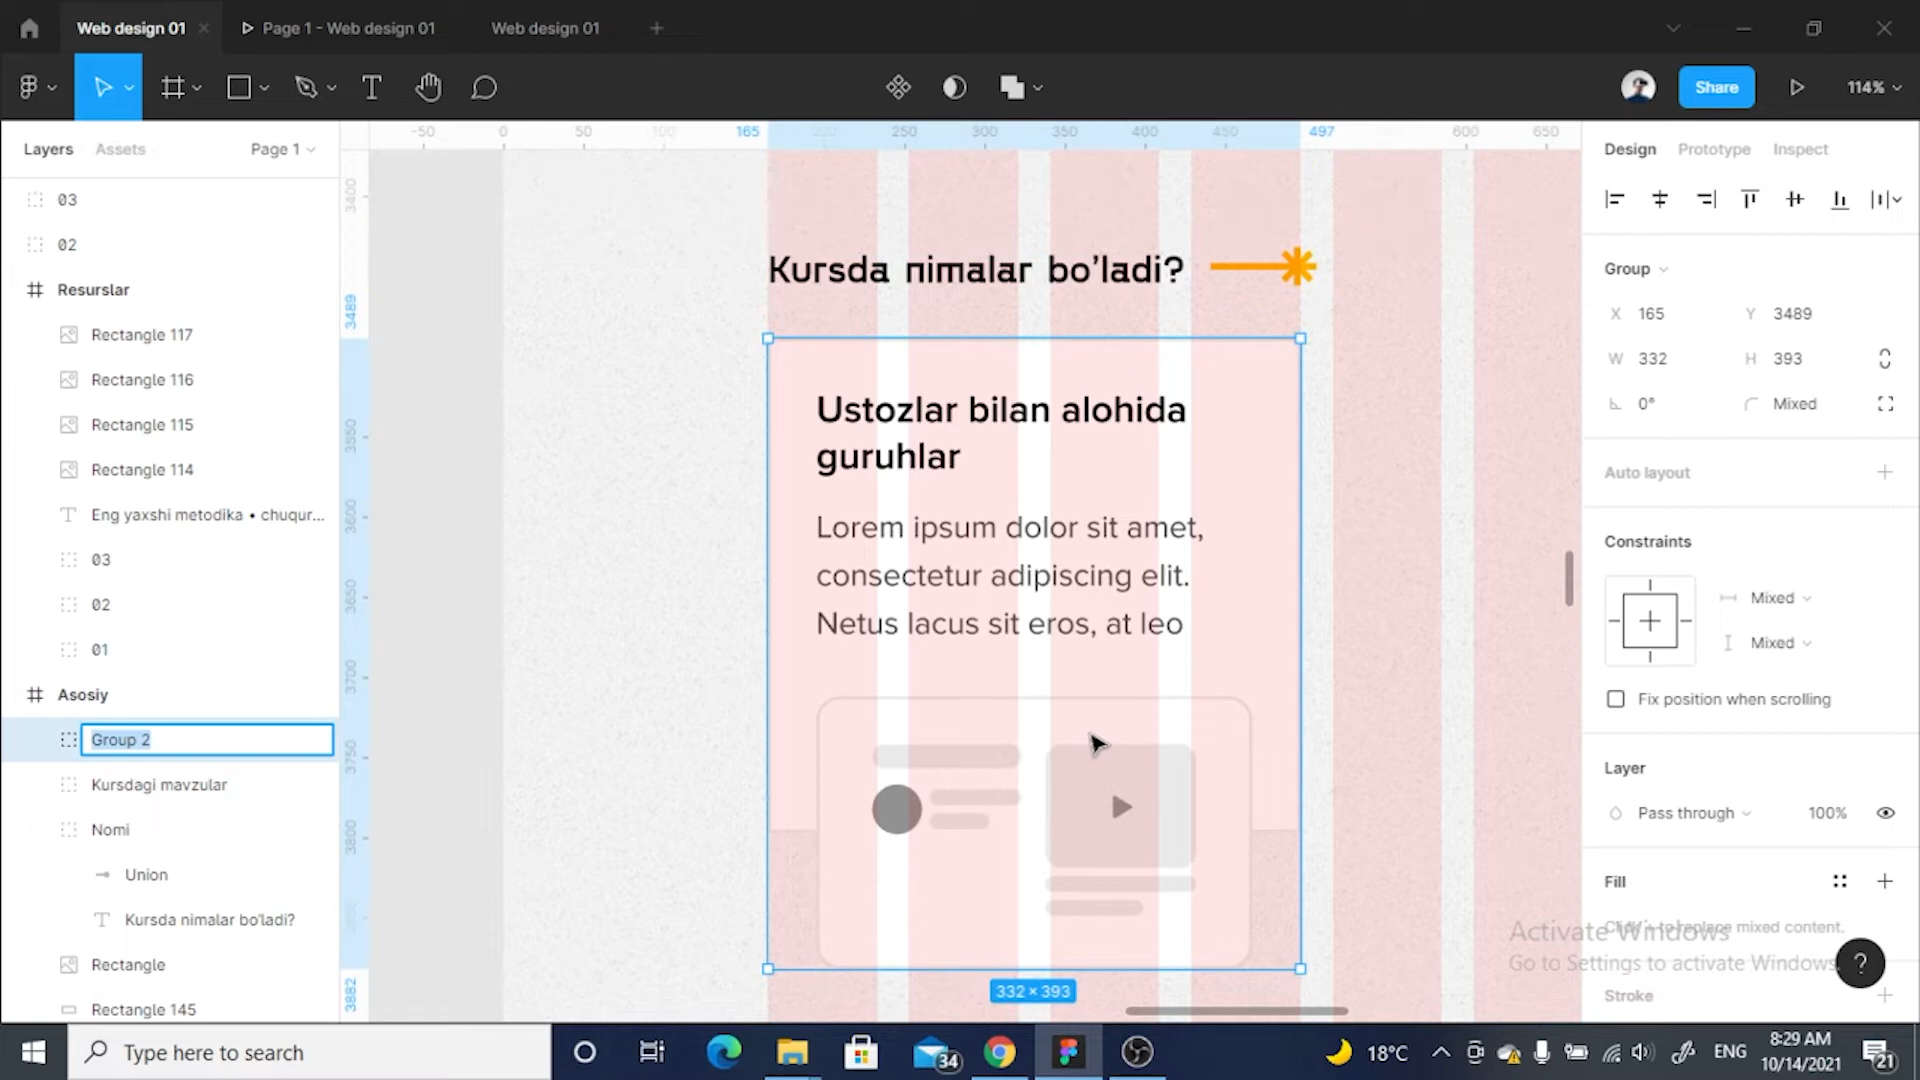 Web design 01
Page 1 - Web design 01
Web design 01
Share
114%
Layers
Assets
Page 1
-50
0
50
100
165
200
250
300
350
400
450
497
600
650
Design
Prototype
Inspect
03
02
Resurslar
Rectangle 117
Rectangle 116
Rectangle 115
Rectangle 114
Eng yaxshi metodika • chuqur...
03
02
01
Asosiy
Group 2
Kursdagi mavzular
Nomi
Union
Kursda nimalar bo'ladi?
Rectangle
Rectangle 145
3400
3489
3550
3600
3650
3700
3750
3800
3882
Kursda nimalar bo’ladi?
Ustozlar bilan alohida
guruhlar
Lorem ipsum dolor sit amet,
consectetur adipiscing elit.
Netus lacus sit eros, at leo
332 × 393
Group
X 165
Y 3489
W 332
H 393
0°
Mixed
Auto layout
Constraints
Mixed
Mixed
Fix position when scrolling
Layer
Pass through
100%
Fill
Click + to replace mixed content.
Activate Windows
Go to Settings to activate Windows.
?
Stroke
Type here to search
34
18°C
ENG
8:29 AM
10/14/2021
21